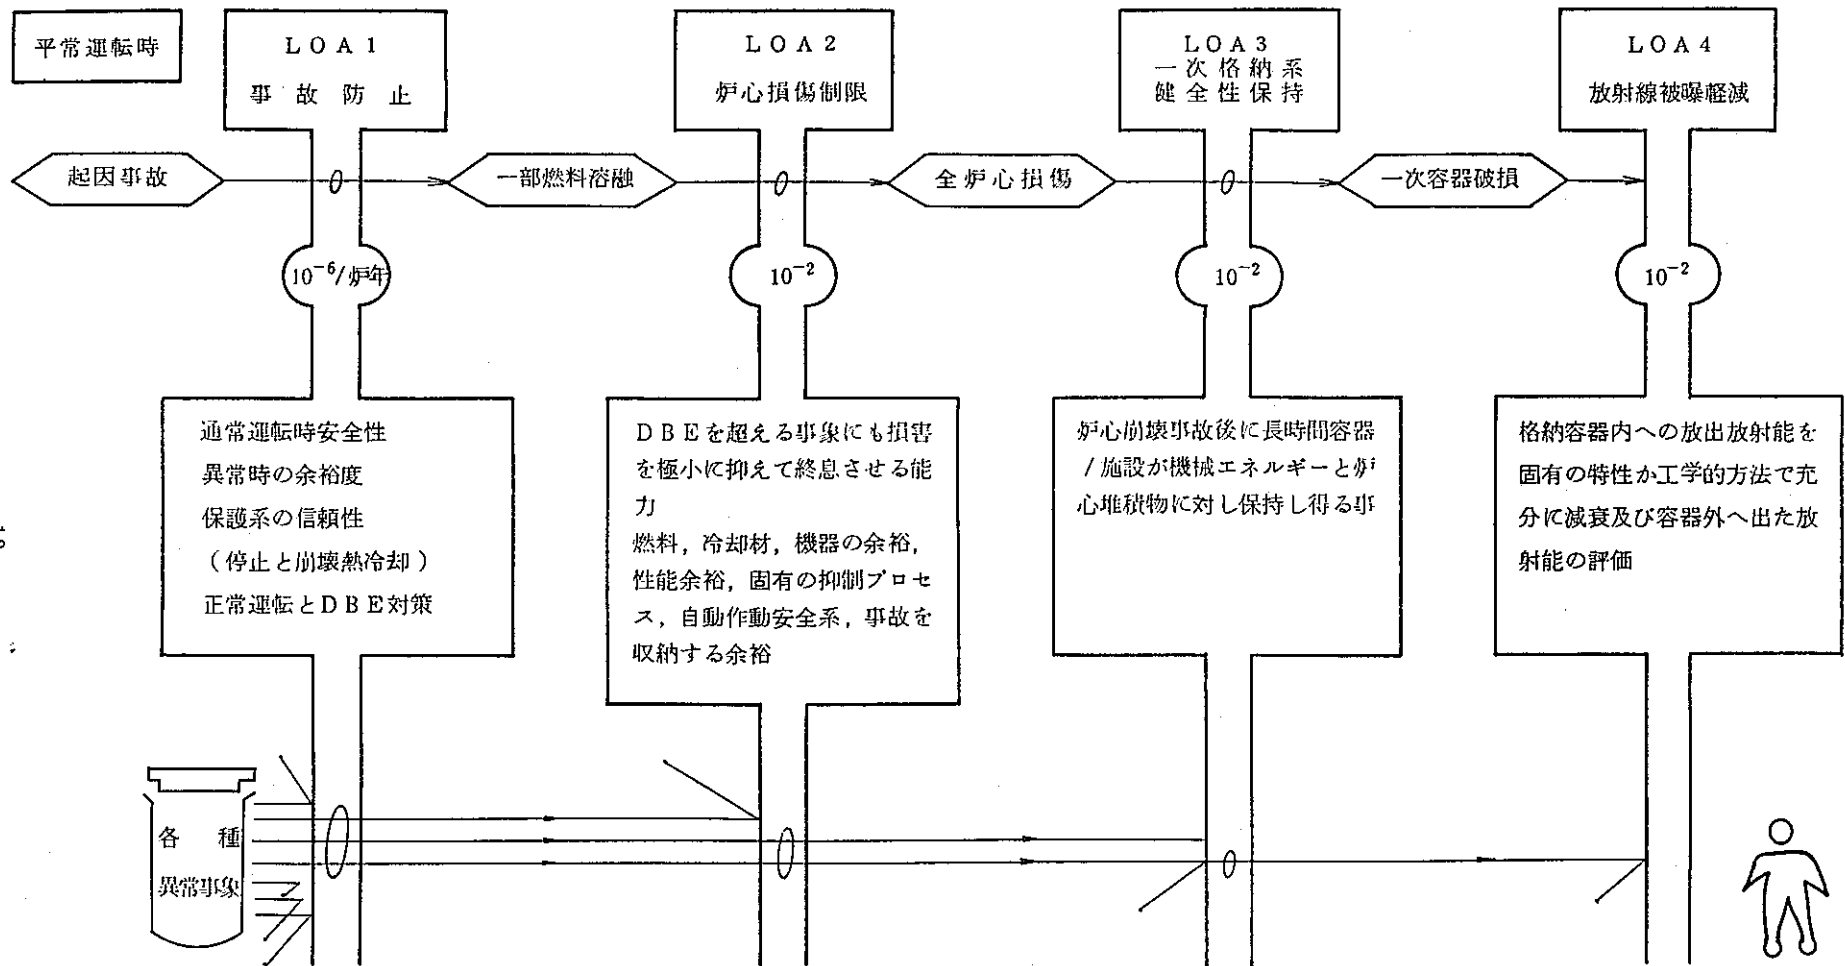 平常運転時
LOA1
事故防止
LOA2
炉心損傷制限
LOA3
一次格納系
健全性保持
LOA4
放射線被曝軽減
起因事故
一部燃料溶融
全炉心損傷
一次容器破損
10⁻⁶/炉年
10⁻²
10⁻²
10⁻²
通常運転時安全性
異常時の余裕度
保護系の信頼性
(停止と崩壊熱冷却)
正常運転とDBE対策
DBEを超える事象にも損害
を極小に抑えて終息させる能
力
燃料,冷却材,機器の余裕,
性能余裕,固有の抑制プロセ
ス,自動作動安全系,事故を
収納する余裕
炉心崩壊事故後に長時間容器
/施設が機械エネルギーと炉
心堆積物に対し保持し得る事
格納容器内への放出放射能を
固有の特性か工学的方法で充
分に減衰及び容器外へ出た放
射能の評価
各種
異常事象